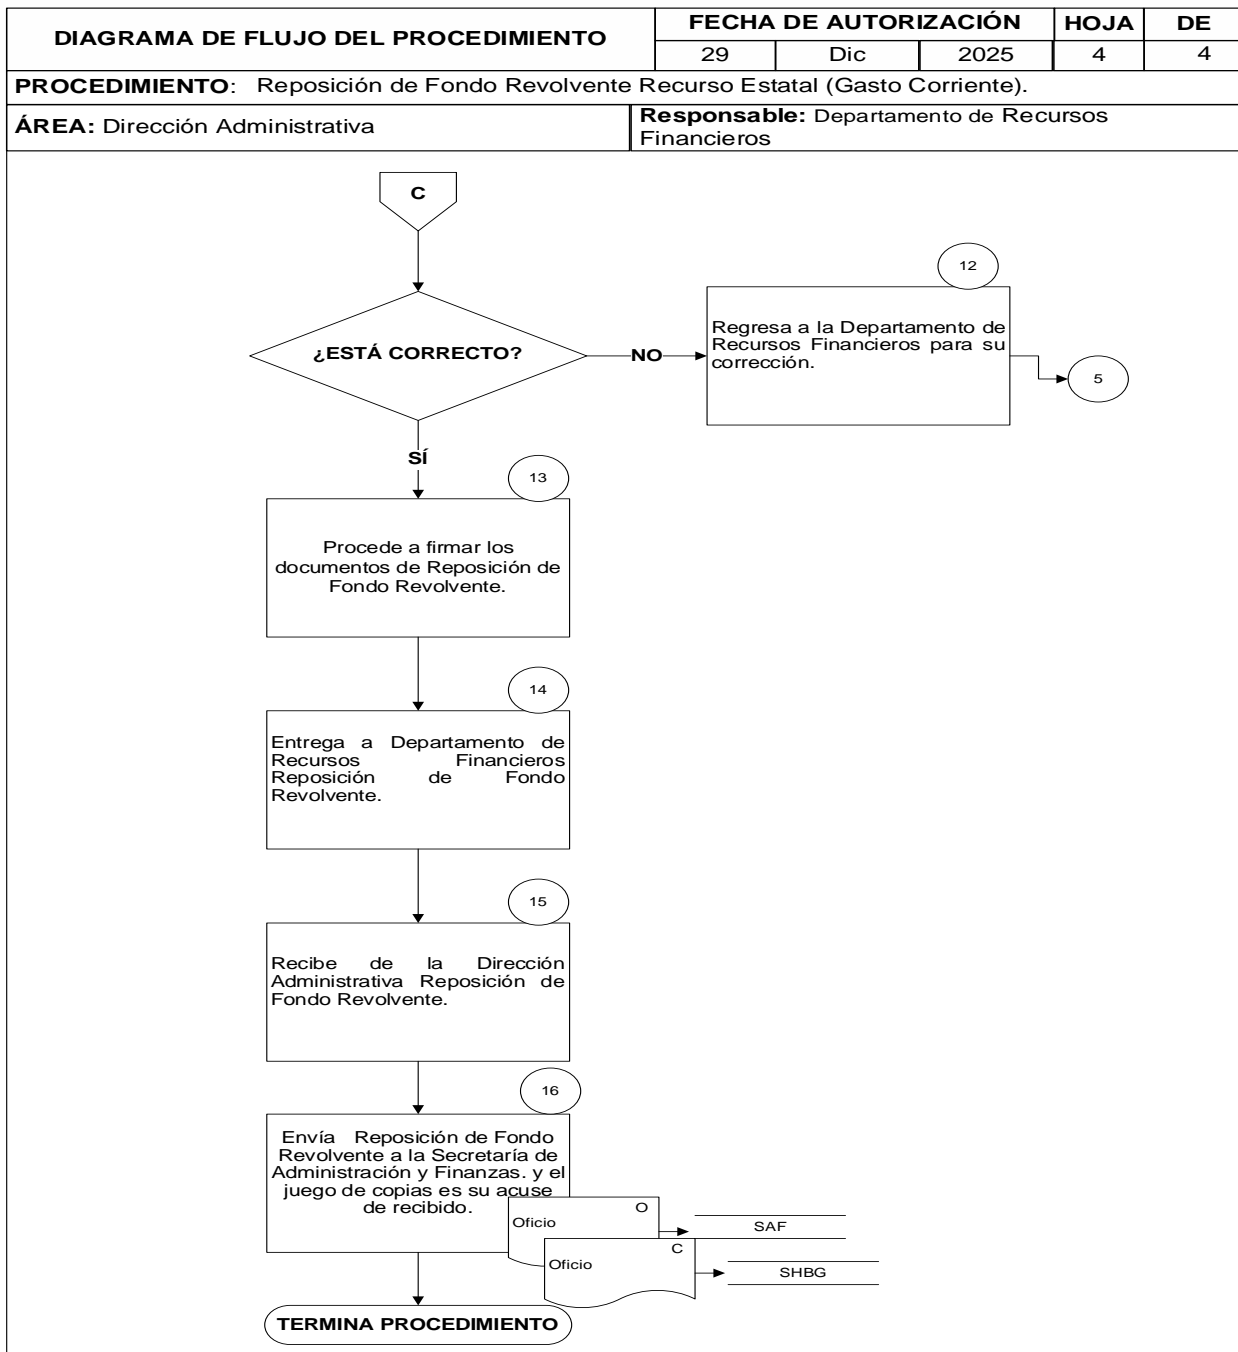 DIAGRAMA DE FLUJO DEL PROCEDIMIENTO
FECHA DE AUTORIZACIÓN
HOJA
DE
29
Dic
2025
4
4
PROCEDIMIENTO: Reposición de Fondo Revolvente Recurso Estatal (Gasto Corriente).
ÁREA: Dirección Administrativa
Responsable: Departamento de Recursos
Financieros
C
12
¿ESTÁ CORRECTO?
NO
Regresa a la Departamento de
Recursos Financieros para su
corrección.
5
SÍ
13
Procede a firmar los
documentos de Reposición de
Fondo Revolvente.
14
Entrega a Departamento de
Recursos Financieros
Reposición de Fondo
Revolvente.
15
Recibe de la Dirección
Administrativa Reposición de
Fondo Revolvente.
16
Envía Reposición de Fondo
Revolvente a la Secretaría de
Administración y Finanzas. y el
juego de copias es su acuse
de recibido.
O
Oficio
SAF
C
Oficio
SHBG
TERMINA PROCEDIMIENTO